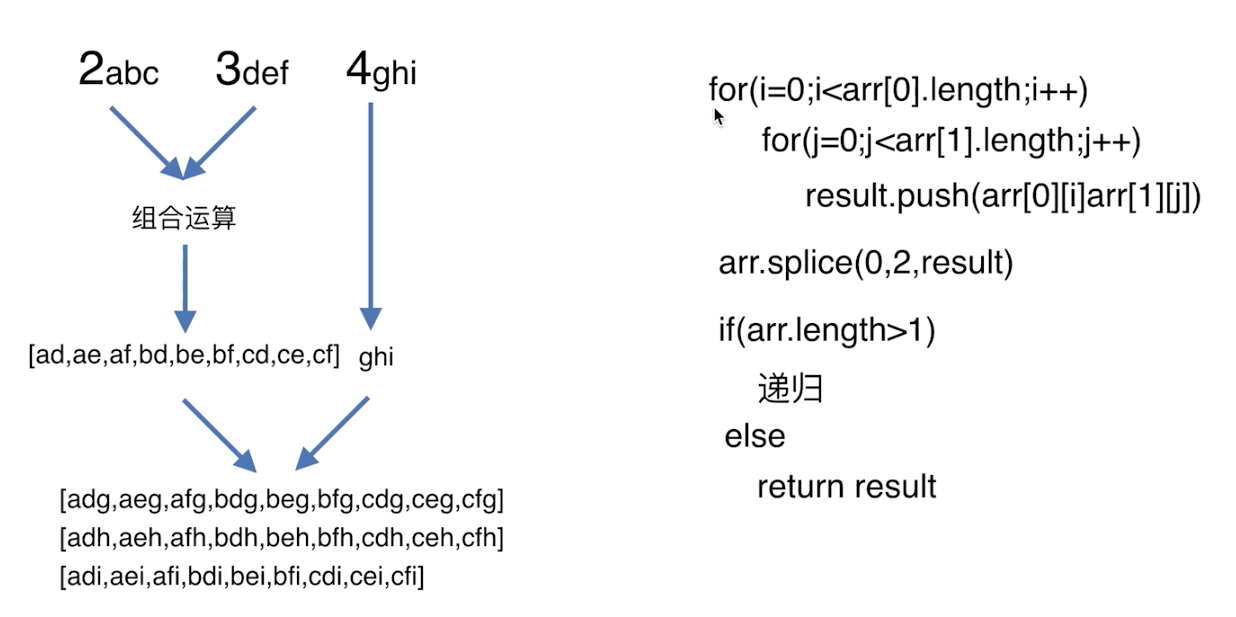 2abc 3def 4ghi
组合运算
[ad,ae,af,bd,be,bf,cd,ce,cf] ghi
[adg,aeg,afg,bdg,beg,bfg,cdg,ceg,cfg]
[adh,aeh,afh,bdh,beh,bfh,cdh,ceh,cfh]
[adi,aei,afi,bdi,bei,bfi,cdi,cei,cfi]
for(i=0;i<arr[0].length;i++)
for(j=0;j<arr[1].length;j++)
result.push(arr[0][i]arr[1][j])
arr.splice(0,2,result)
if(arr.length>1)
递归
else
return result